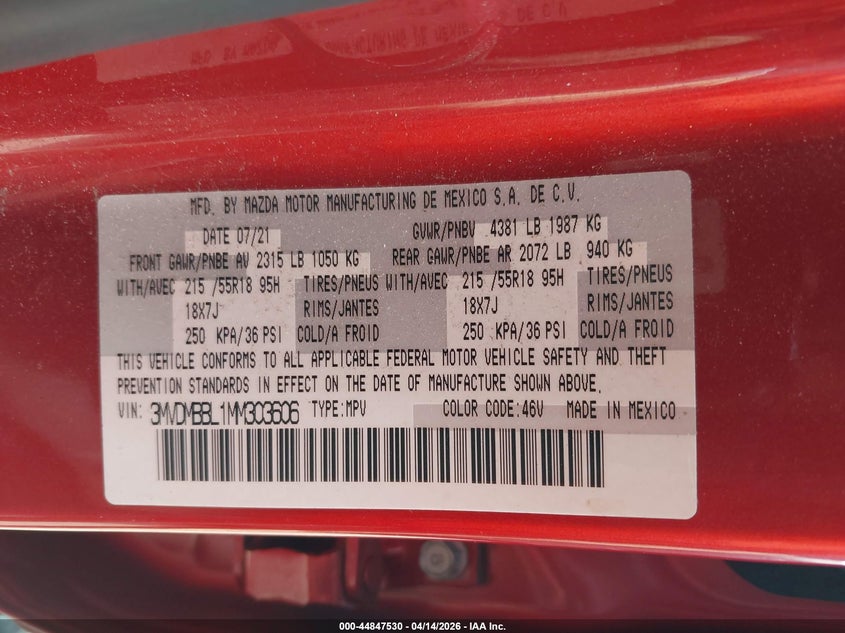 MFD. BY MAZDA MOTOR MANUFACTURING DE MEXICO S.A. DE C.V.
DATE 07/21 GVWR/PNBV 4381 LB 1987 KG
FRONT GAWR/PNBE AV 2315 LB 1050 KG REAR GAWR/PNBE AR 2072 LB 940 KG
WITH/AVEC 215 /55R18 95H TIRES/PNEUS WITH/AVEC 215 /55R18 95H TIRES/PNEUS
18X7J RIMS/JANTES 18X7J RIMS/JANTES
250 KPA/36 PSI COLD/A FROID 250 KPA/36 PSI COLD/A FROID
THIS VEHICLE CONFORMS TO ALL APPLICABLE FEDERAL MOTOR VEHICLE SAFETY AND THEFT
PREVENTION STANDARDS IN EFFECT ON THE DATE OF MANUFACTURE SHOWN ABOVE.
VIN: 3MVDMBBL1MM303606 TYPE:MPV COLOR CODE:46V MADE IN MEXICO
000-44847530 - 04/14/2026 - IAA Inc.